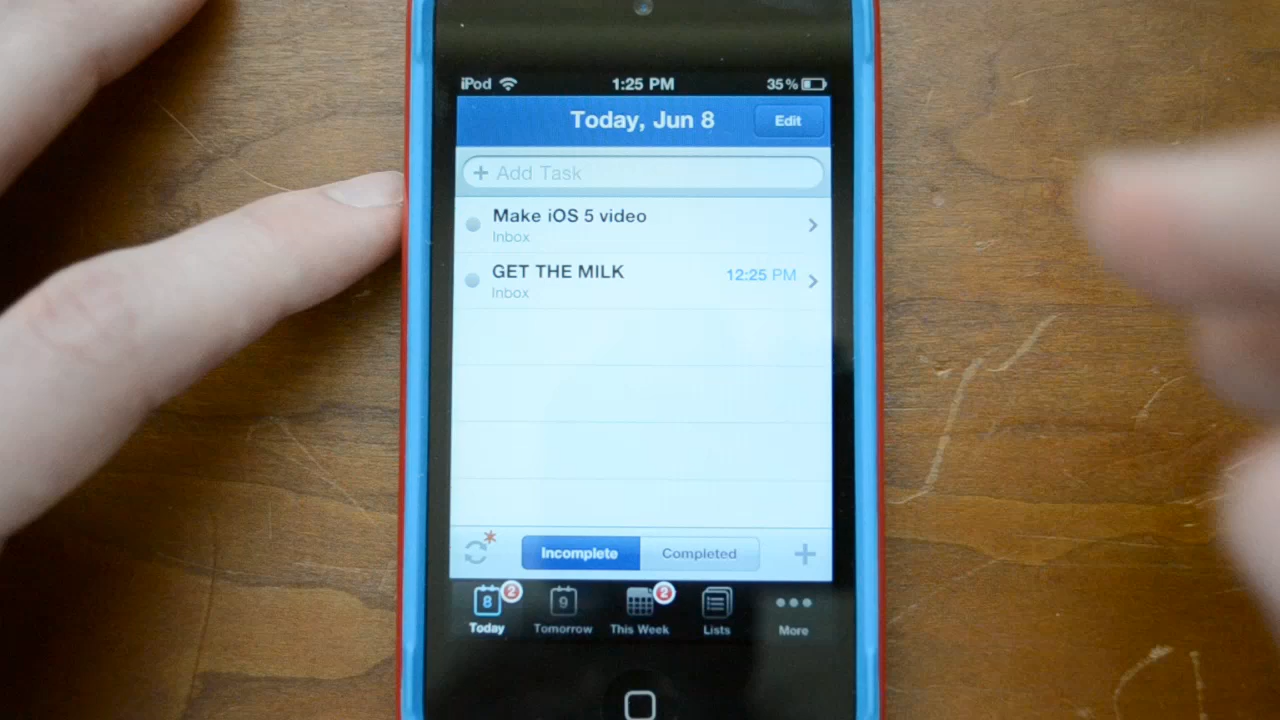 iPod 1:25 PM 35%
Today, Jun 8 Edit
+ Add Task
Make iOS 5 video
Inbox
GET THE MILK 12:25 PM
Inbox
Incomplete Completed +
8 2 9 2
Today Tomorrow This Week Lists More